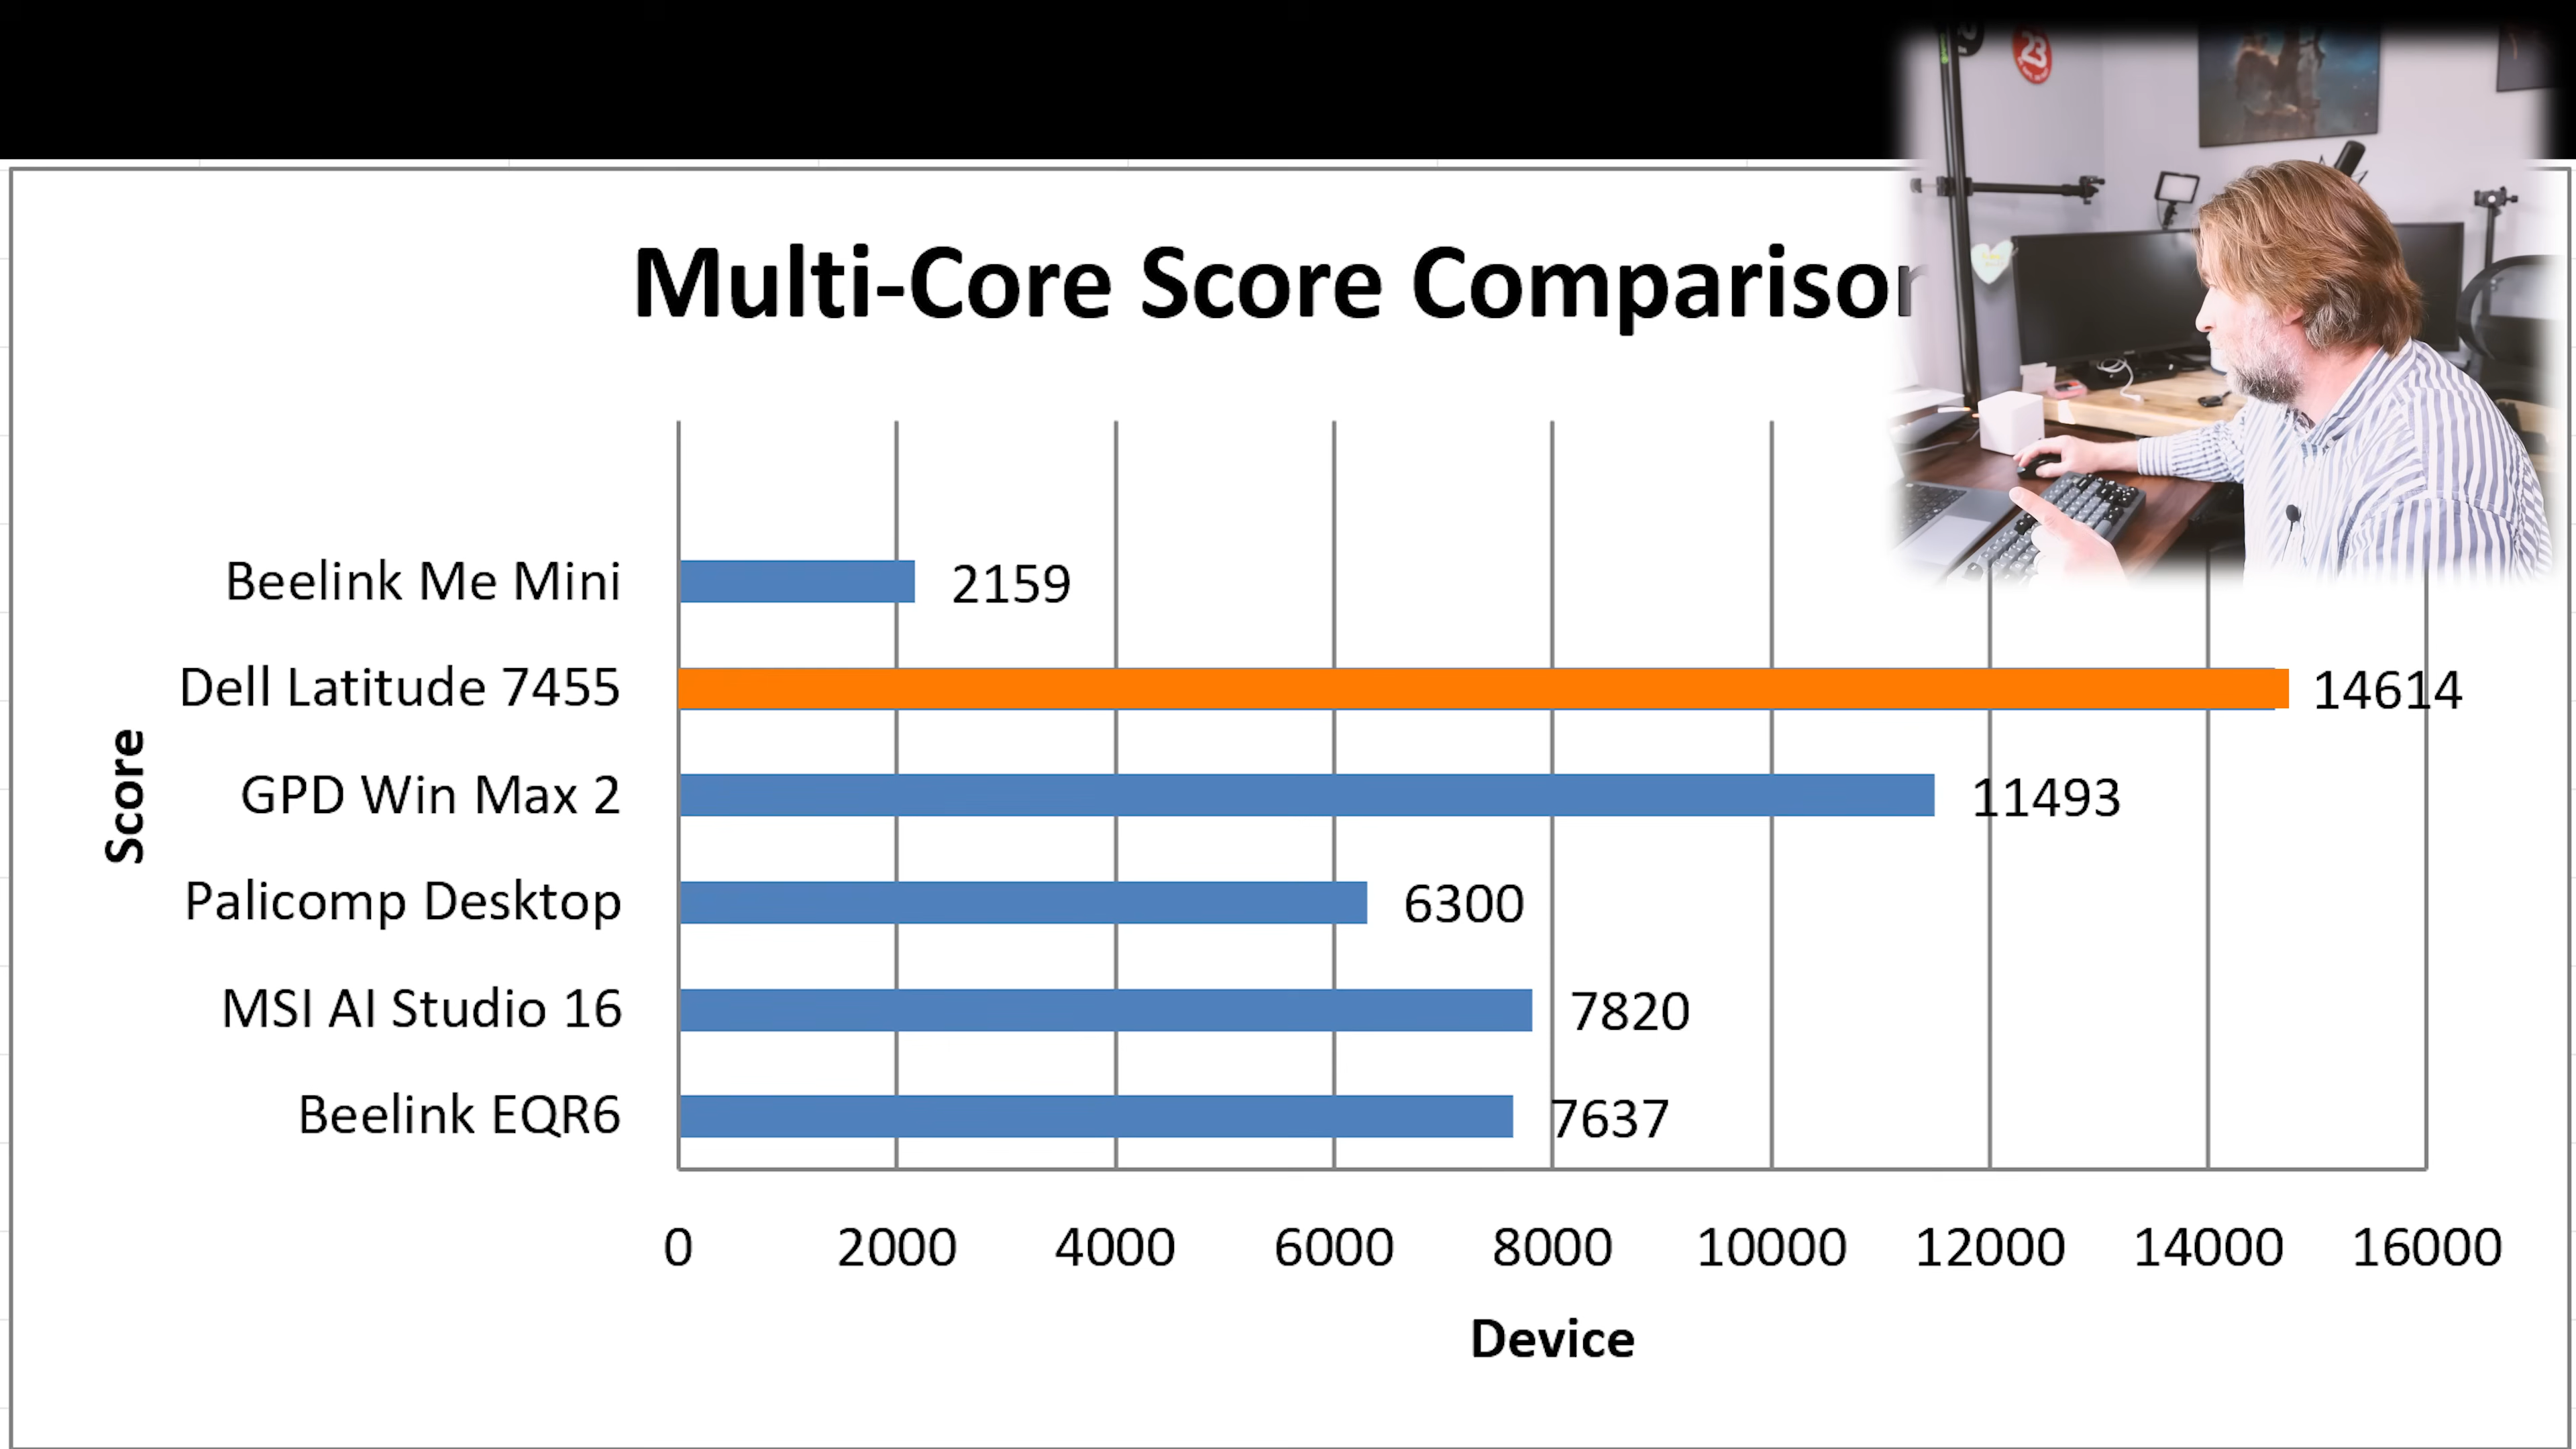 23
Multi-Core Score Comparison
Beelink Me Mini
2159
Dell Latitude 7455
14614
GPD Win Max 2
11493
Palicomp Desktop
6300
MSI AI Studio 16
7820
Beelink EQR6
7637
Score
0 2000 4000 6000 8000 10000 12000 14000 16000
Device